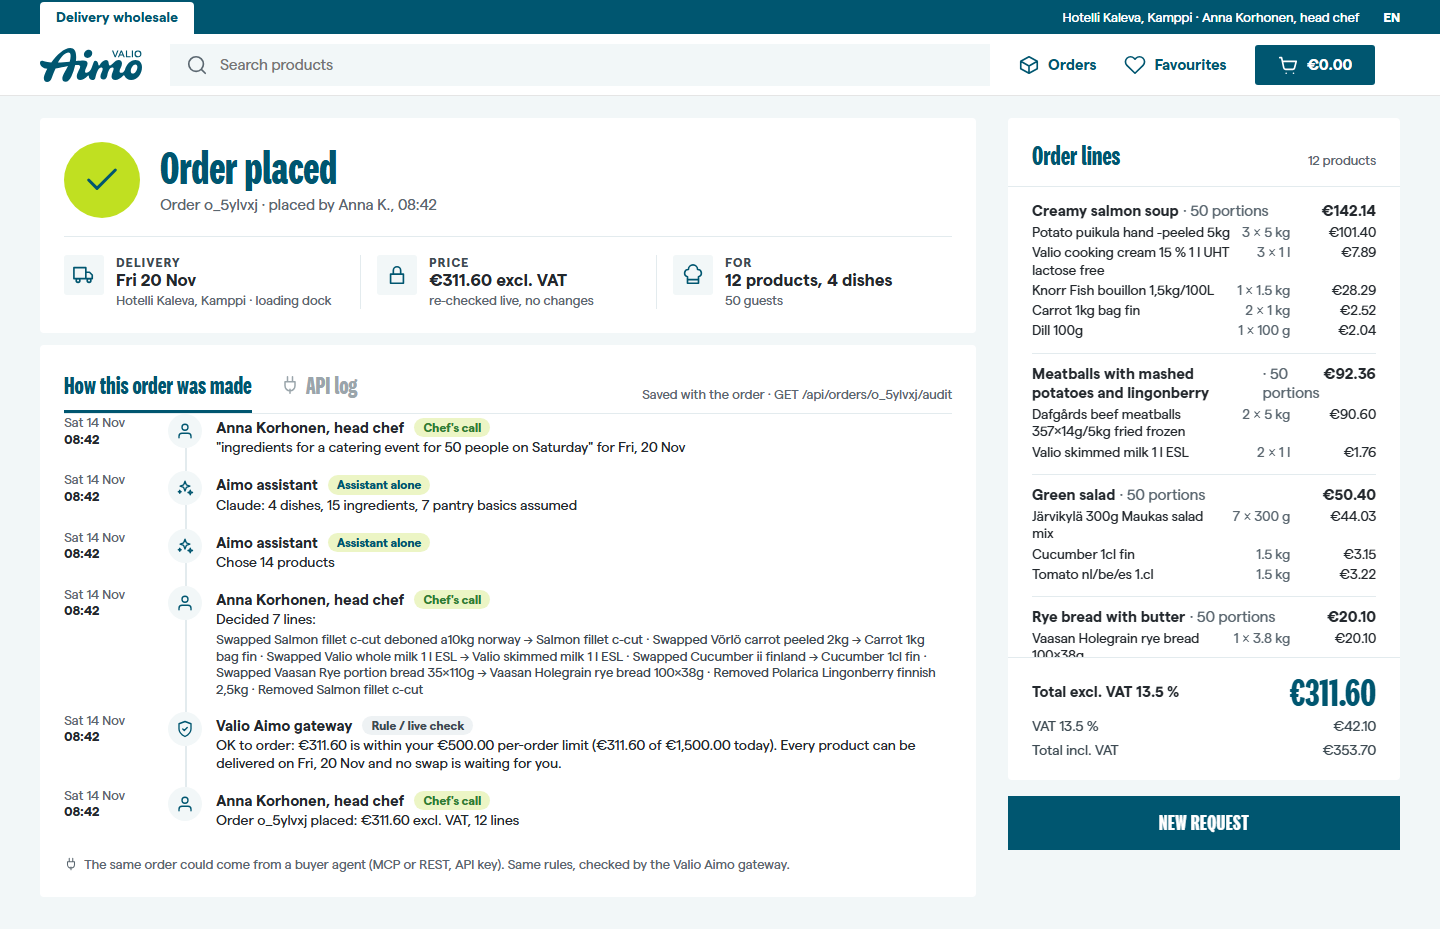 Delivery wholesale
Hotelli Kaleva, Kamppi · Anna Korhonen, head chef
EN
VALIO
Aimo
Search products
Orders
Favourites
€0.00
Order placed
Order o_5ylvxj · placed by Anna K., 08:42
DELIVERY
Fri 20 Nov
Hotelli Kaleva, Kamppi · loading dock
PRICE
€311.60 excl. VAT
re-checked live, no changes
FOR
12 products, 4 dishes
50 guests
How this order was made
API log
Saved with the order · GET /api/orders/o_5ylvxj/audit
Sat 14 Nov
08:42
Anna Korhonen, head chef Chef's call
"ingredients for a catering event for 50 people on Saturday" for Fri, 20 Nov
Sat 14 Nov
08:42
Aimo assistant Assistant alone
Claude: 4 dishes, 15 ingredients, 7 pantry basics assumed
Sat 14 Nov
08:42
Aimo assistant Assistant alone
Chose 14 products
Sat 14 Nov
08:42
Anna Korhonen, head chef Chef's call
Decided 7 lines:
Swapped Salmon fillet c-cut deboned a10kg norway → Salmon fillet c-cut · Swapped Vörlö carrot peeled 2kg → Carrot 1kg
bag fin · Swapped Valio whole milk 1 l ESL → Valio skimmed milk 1 l ESL · Swapped Cucumber ii finland → Cucumber 1cl fin ·
Swapped Vaasan Rye portion bread 35×110g → Vaasan Holegrain rye bread 100×38g · Removed Polarica Lingonberry finnish
2,5kg · Removed Salmon fillet c-cut
Sat 14 Nov
08:42
Valio Aimo gateway Rule / live check
OK to order: €311.60 is within your €500.00 per-order limit (€311.60 of €1,500.00 today). Every product can be
delivered on Fri, 20 Nov and no swap is waiting for you.
Sat 14 Nov
08:42
Anna Korhonen, head chef Chef's call
Order o_5ylvxj placed: €311.60 excl. VAT, 12 lines
The same order could come from a buyer agent (MCP or REST, API key). Same rules, checked by the Valio Aimo gateway.
Order lines
12 products
Creamy salmon soup · 50 portions €142.14
Potato puikula hand -peeled 5kg 3 × 5 kg €101.40
Valio cooking cream 15 % 1 l UHT 3 × 1 l €7.89
lactose free
Knorr Fish bouillon 1,5kg/100L 1 × 1.5 kg €28.29
Carrot 1kg bag fin 2 × 1 kg €2.52
Dill 100g 1 × 100 g €2.04
Meatballs with mashed · 50 €92.36
potatoes and lingonberry portions
Dafgårds beef meatballs 2 × 5 kg €90.60
357×14g/5kg fried frozen
Valio skimmed milk 1 l ESL 2 × 1 l €1.76
Green salad · 50 portions €50.40
Järvikylä 300g Maukas salad 7 × 300 g €44.03
mix
Cucumber 1cl fin 1.5 kg €3.15
Tomato nl/be/es 1.cl 1.5 kg €3.22
Rye bread with butter · 50 portions €20.10
Vaasan Holegrain rye bread 1 × 3.8 kg €20.10
100×38g
Total excl. VAT 13.5 % €311.60
VAT 13.5 % €42.10
Total incl. VAT €353.70
NEW REQUEST